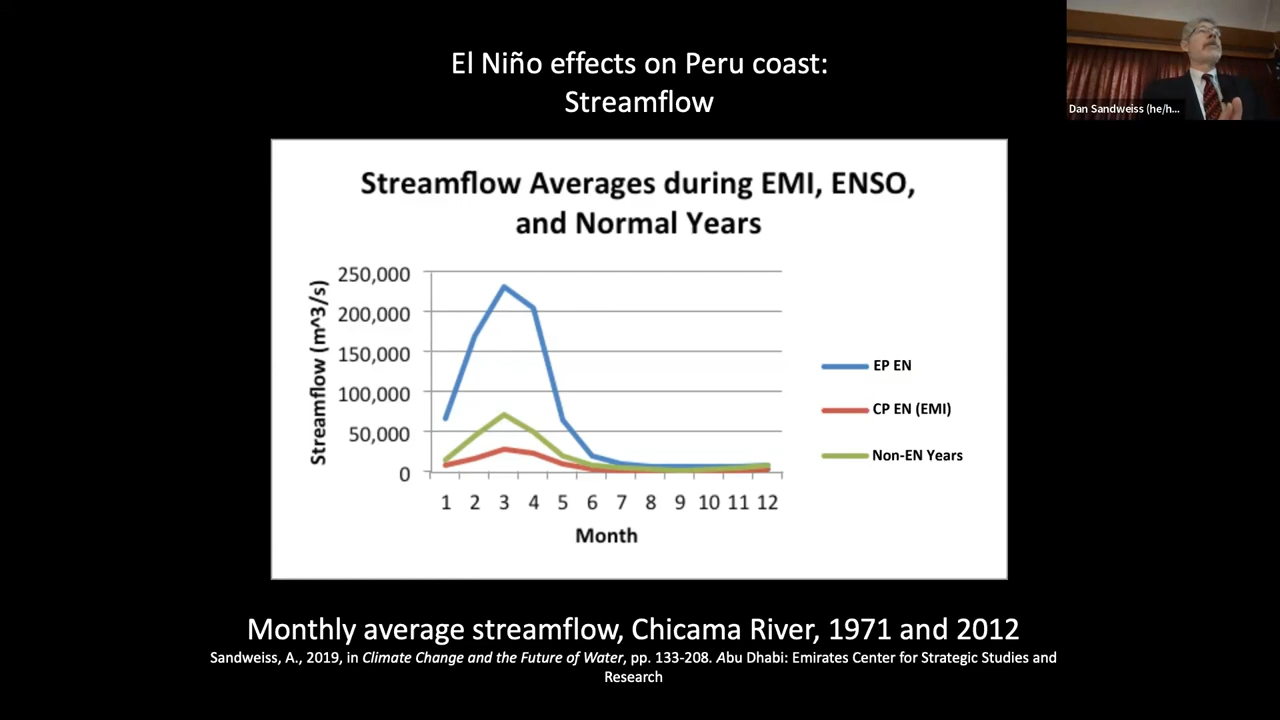 El Niño effects on Peru coast:
Streamflow
Dan Sandweiss (he/h...
Streamflow Averages during EMI, ENSO,
and Normal Years
Streamflow (m^3/s)
250,000
200,000
150,000
100,000
50,000
0
1 2 3 4 5 6 7 8 9 10 11 12
Month
EP EN
CP EN (EMI)
Non-EN Years
Monthly average streamflow, Chicama River, 1971 and 2012
Sandweiss, A., 2019, in Climate Change and the Future of Water, pp. 133-208. Abu Dhabi: Emirates Center for Strategic Studies and
Research